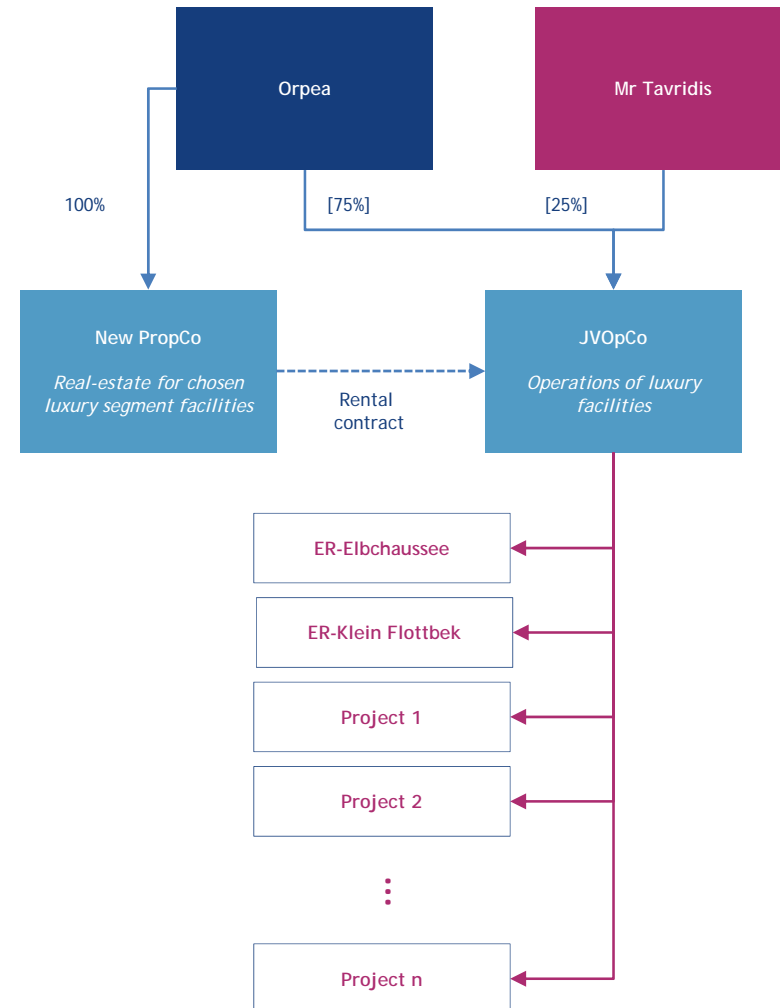 Orpea
Mr Tavridis
100%
[75%]
[25%]
New PropCo
Real-estate for chosen
luxury segment facilities
Rental
contract
JVOpCo
Operations of luxury
facilities
ER-Elbchaussee
ER-Klein Flottbek
Project 1
Project 2
⋮
Project n